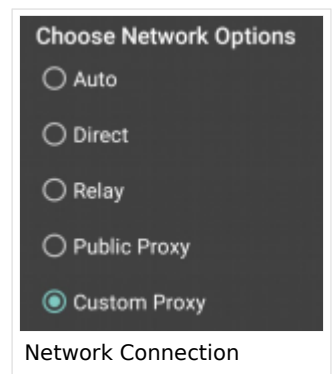 Choose Network Options
Auto
Direct
Relay
Public Proxy
Custom Proxy
Network Connection